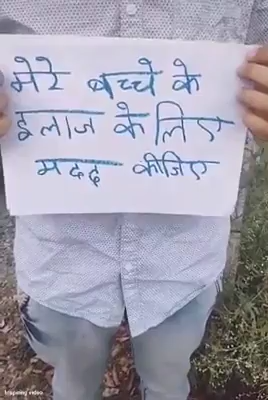 मेरे बच्चे के
इलाज के लिए
मदद कीजिए